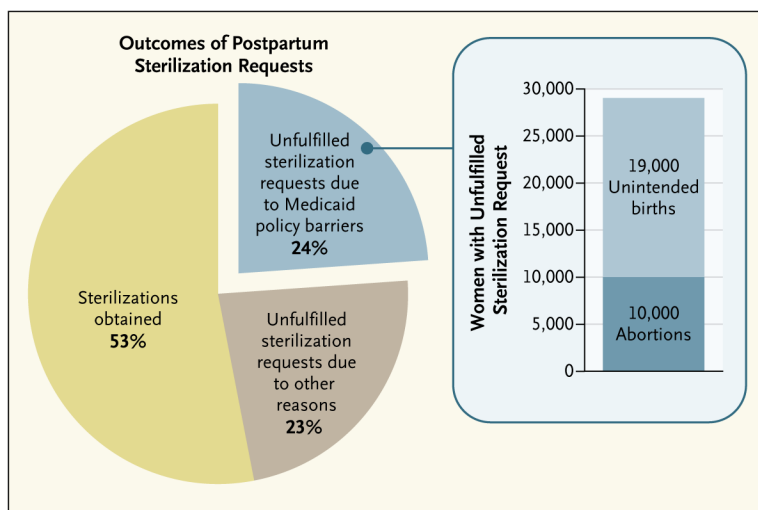 Outcomes of Postpartum
Sterilization Requests
Unfulfilled
sterilization
requests due
to Medicaid
policy barriers
24%
Sterilizations
obtained
53%
Unfulfilled
sterilization
requests due
to other
reasons
23%
Women with Unfulfilled
Sterilization Request
30,000
25,000
20,000
15,000
10,000
5,000
0
19,000
Unintended
births
10,000
Abortions